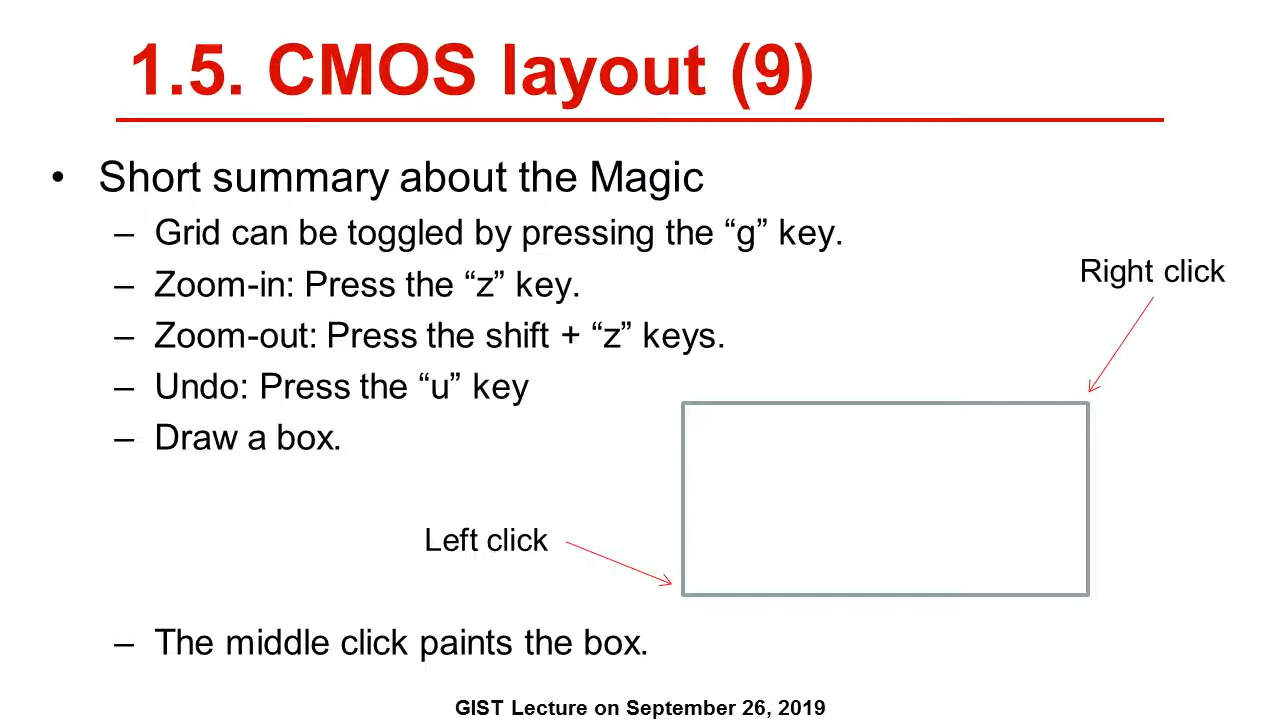 1.5. CMOS layout (9)
• Short summary about the Magic
– Grid can be toggled by pressing the “g” key.
– Zoom-in: Press the “z” key.
– Zoom-out: Press the shift + “z” keys.
– Undo: Press the “u” key
– Draw a box.
Right click
Left click
– The middle click paints the box.
GIST Lecture on September 26, 2019